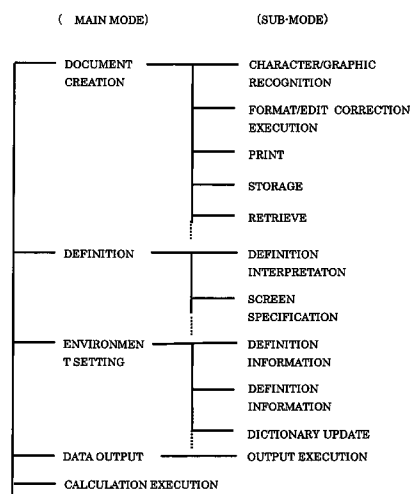 ( MAIN MODE)
(SUB-MODE)
DOCUMENT
CREATION
CHARACTER/GRAPHIC
RECOGNITION
FORMAT/EDIT CORRECTION
EXECUTION
PRINT
STORAGE
RETRIEVE
DEFINITION
DEFINITION
INTERPRETATON
SCREEN
SPECIFICATION
ENVIRONMEN
T SETTING
DEFINITION
INFORMATION
DEFINITION
INFORMATION
DICTIONARY UPDATE
DATA OUTPUT
OUTPUT EXECUTION
CALCULATION EXECUTION